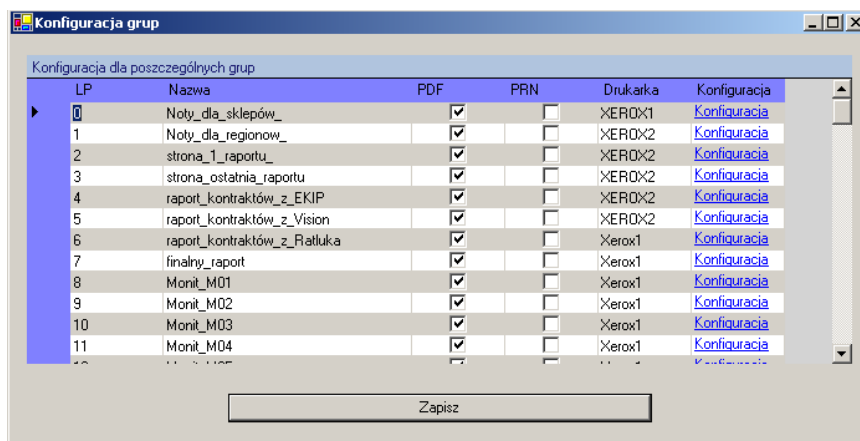 Konfiguracja grup
Konfiguracja dla poszczególnych grup
LP Nazwa PDF PRN Drukarka Konfiguracja
0 Noty_dla_sklepów_ XEROX1 Konfiguracja
1 Noty_dla_regionow_ XEROX2 Konfiguracja
2 strona_1_raportu_ XEROX2 Konfiguracja
3 strona_ostatnia_raportu XEROX2 Konfiguracja
4 raport_kontraktów_z_EKIP XEROX2 Konfiguracja
5 raport_kontraktów_z_Vision XEROX2 Konfiguracja
6 raport_kontraktów_z_Ratluka Xerox1 Konfiguracja
7 finalny_raport Xerox1 Konfiguracja
8 Monit_M01 Xerox1 Konfiguracja
9 Monit_M02 Xerox1 Konfiguracja
10 Monit_M03 Xerox1 Konfiguracja
11 Monit_M04 Xerox1 Konfiguracja
Zapisz